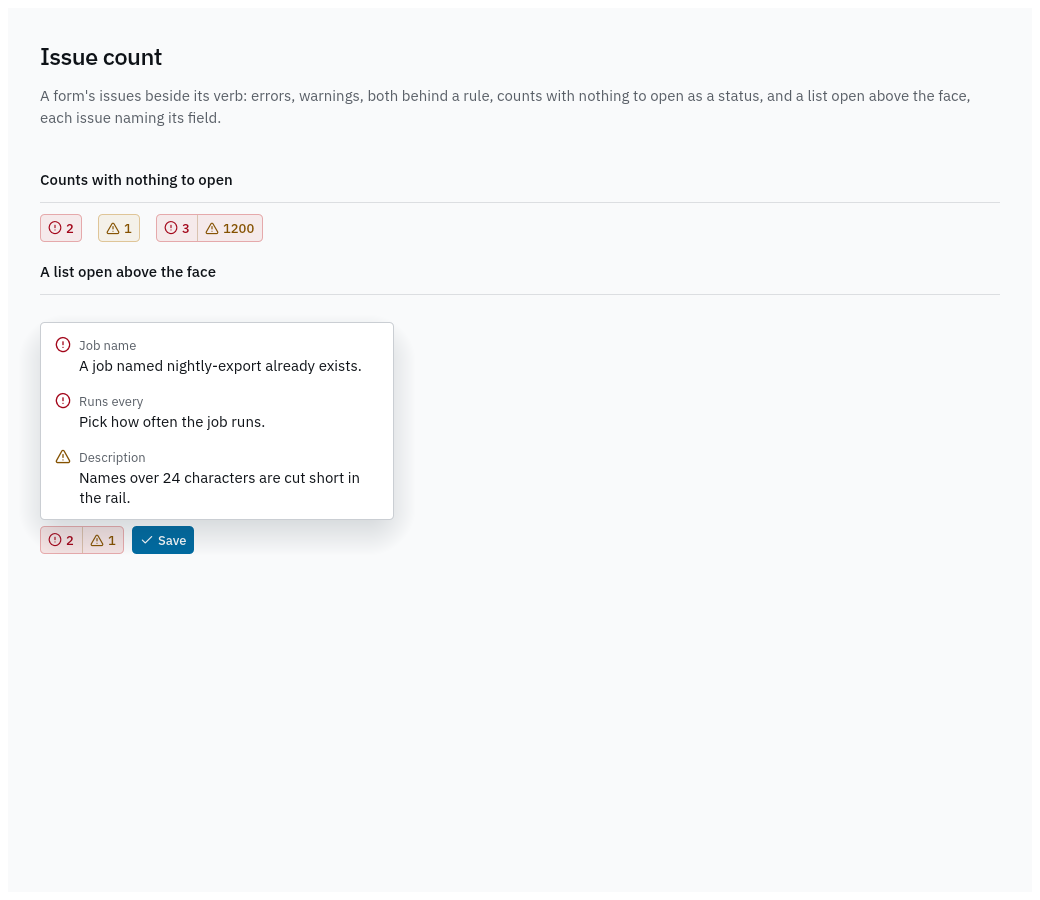 Issue count
A form's issues beside its verb: errors, warnings, both behind a rule, counts with nothing to open as a status, and a list open above the face,
each issue naming its field.
Counts with nothing to open
2 1 3 1200
A list open above the face
Job name
A job named nightly-export already exists.
Runs every
Pick how often the job runs.
Description
Names over 24 characters are cut short in
the rail.
2 1 Save